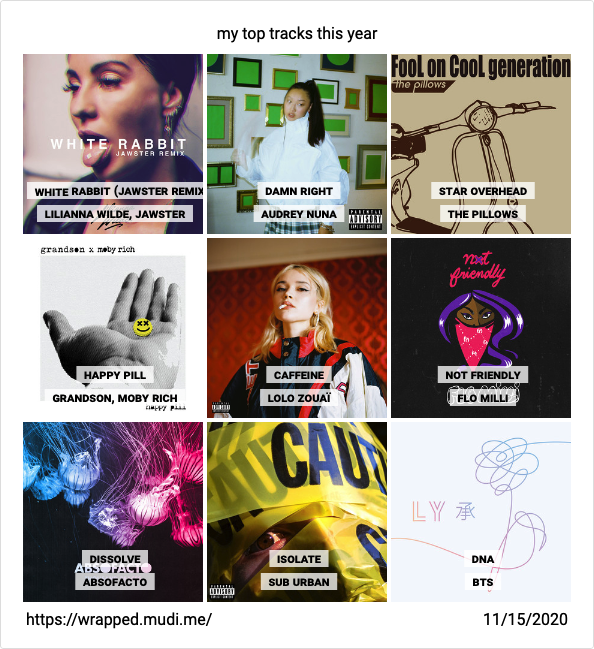 my top tracks this year
WHITE RABBIT
JAWSTER REMIX
WHITE RABBIT (JAWSTER REMIX
LILIANNA WILDE, JAWSTER
DAMN RIGHT
AUDREY NUNA
PARENTAL
ADVISORY
EXPLICIT CONTENT
FooL on CooL generation
the pillows
STAR OVERHEAD
THE PILLOWS
grandson x moby rich
HAPPY PILL
GRANDSON, MOBY RICH
happy pill
CAFFEINE
LOLO ZOUAÏ
PARENTAL
ADVISORY
EXPLICIT CONTENT
not
friendly
NOT FRIENDLY
FLO MILLI
DISSOLVE
ABSOFACTO
ABSOFACTO
CAUT
CAU
ISOLATE
SUB URBAN
PARENTAL
ADVISORY
EXPLICIT CONTENT
LY 承
DNA
BTS
https://wrapped.mudi.me/
11/15/2020